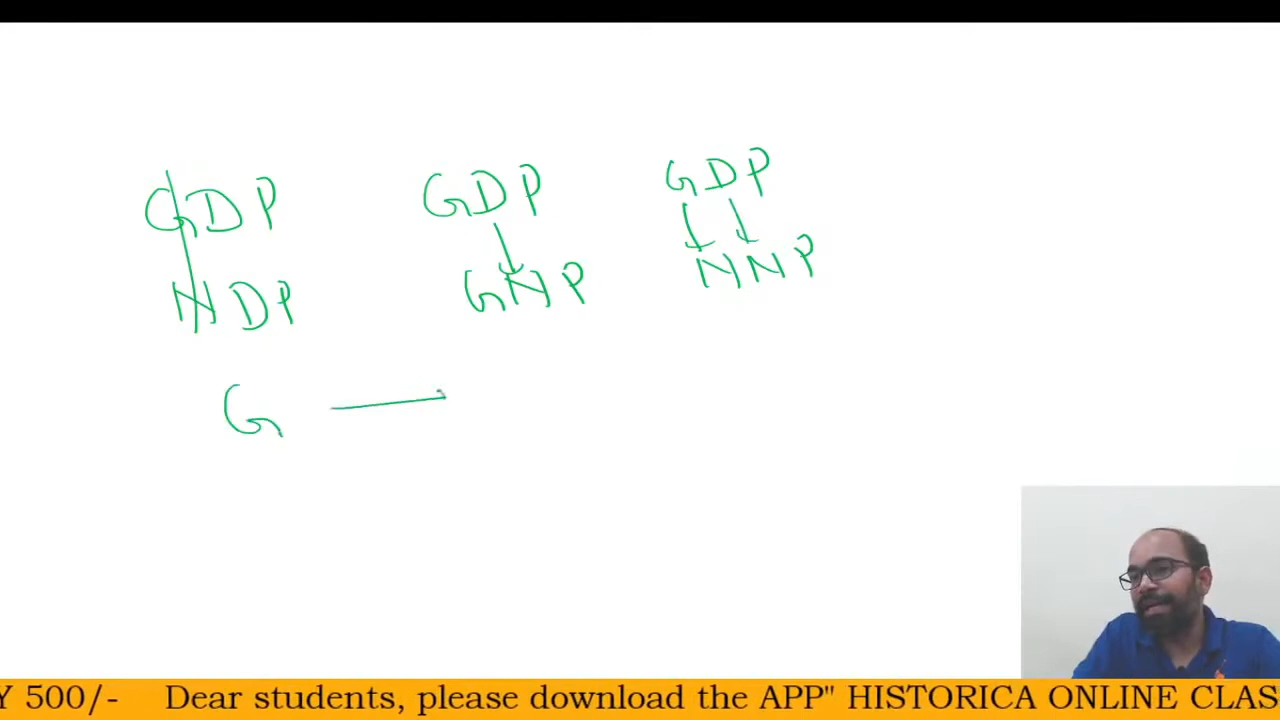 GDP GDP GDP
NDP GNP NNP
G
Y 500/- Dear students, please download the APP" HISTORICA ONLINE CLAS